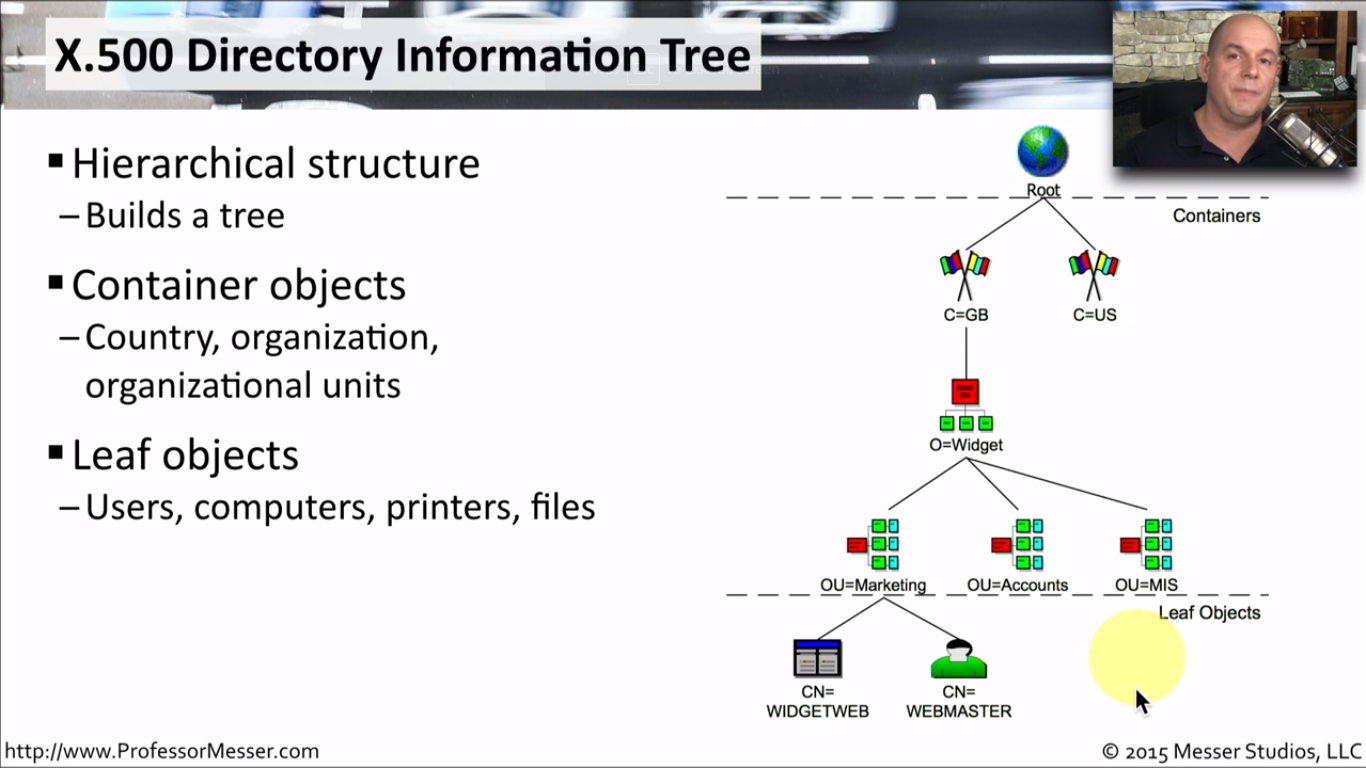 X.500 Directory Information Tree
▪ Hierarchical structure
– Builds a tree
▪ Container objects
– Country, organization,
organizational units
▪ Leaf objects
– Users, computers, printers, files
Root
Containers
C=GB
C=US
O=Widget
OU=Marketing
OU=Accounts
OU=MIS
Leaf Objects
CN=
WIDGETWEB
CN=
WEBMASTER
http://www.ProfessorMesser.com
© 2015 Messer Studios, LLC